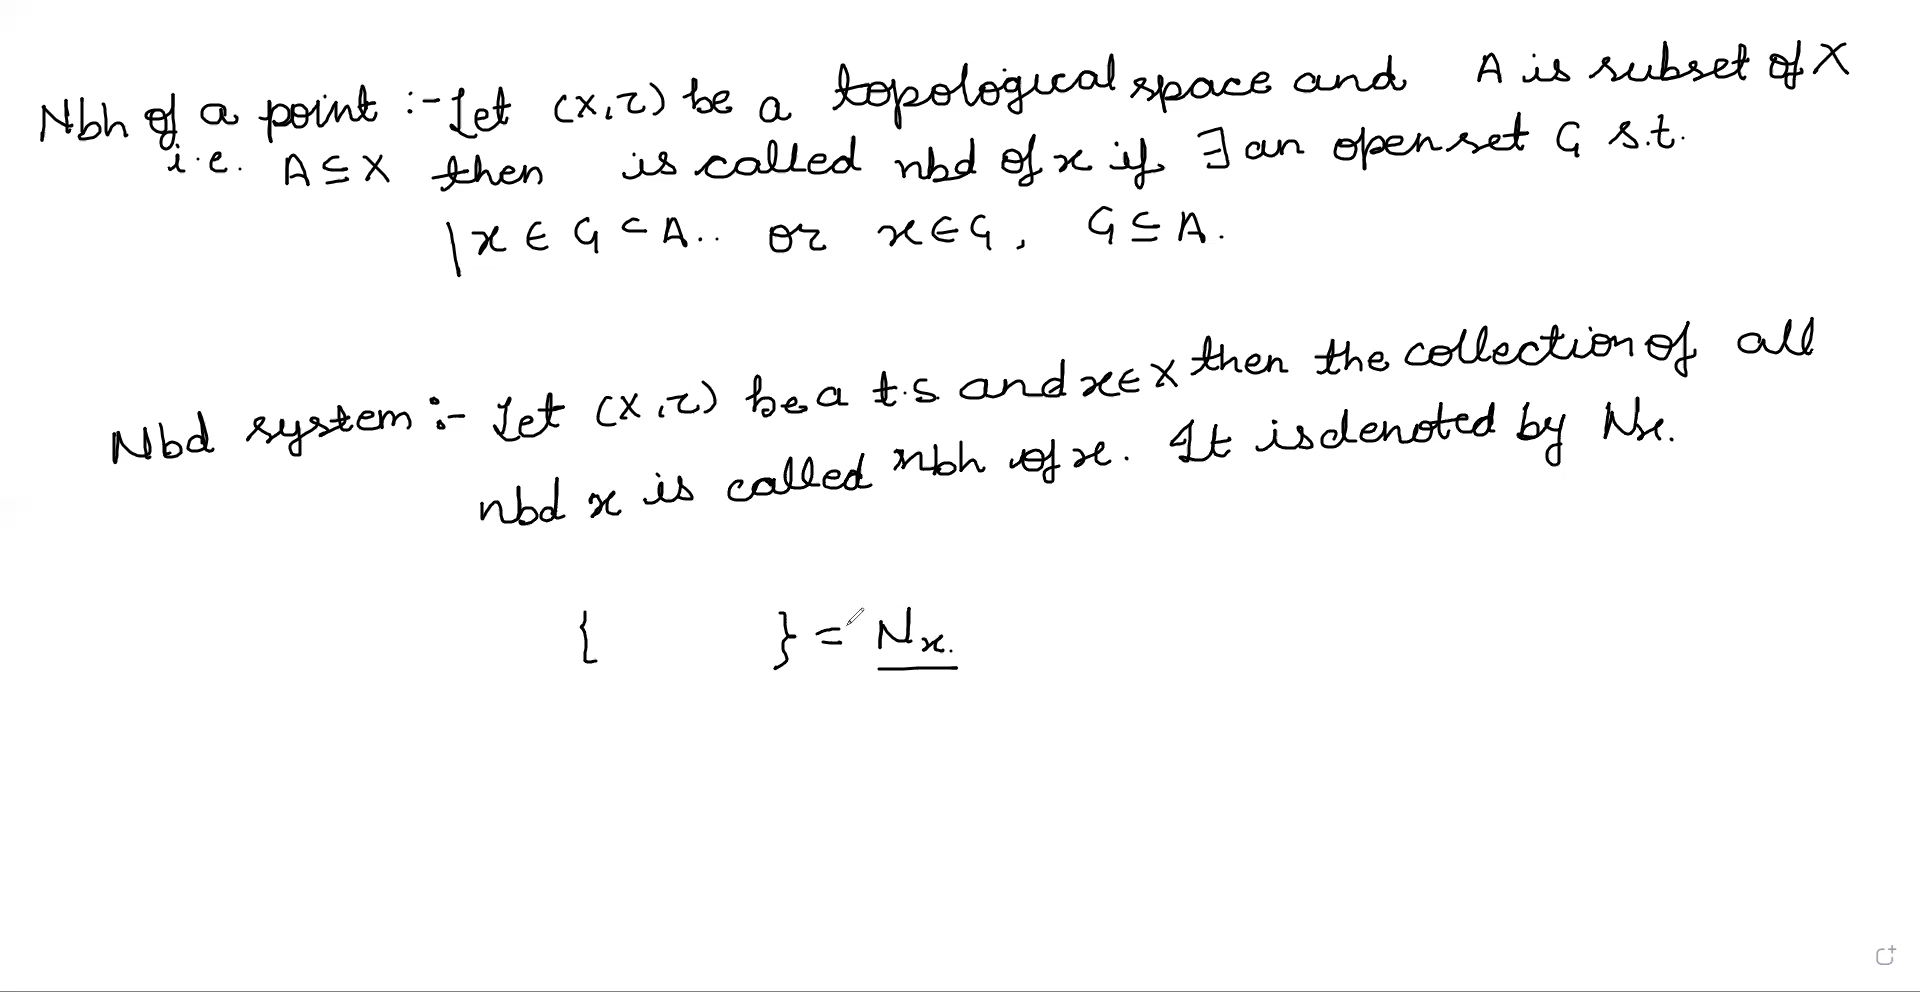 Nbh of a point :- Let (X,τ) be a topological space and A is subset of X
i.e. A ⊆ X then is called nbd of x if ∃ an open set G s.t.
| x ∈ G ⊂ A.. or x ∈ G, G ⊆ A.
Nbd system :- Let (X,τ) be a t.s and x ∈ X then the collection of all
nbd x is called nbh of x. It is denoted by Nx.
{ } = Nx.